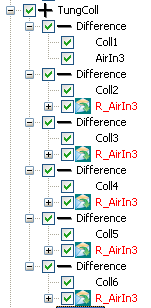 TungColl
Difference
Coll1
AirIn3
Difference
Coll2
R_AirIn3
Difference
Coll3
R_AirIn3
Difference
Coll4
R_AirIn3
Difference
Coll5
R_AirIn3
Difference
Coll6
R_AirIn3